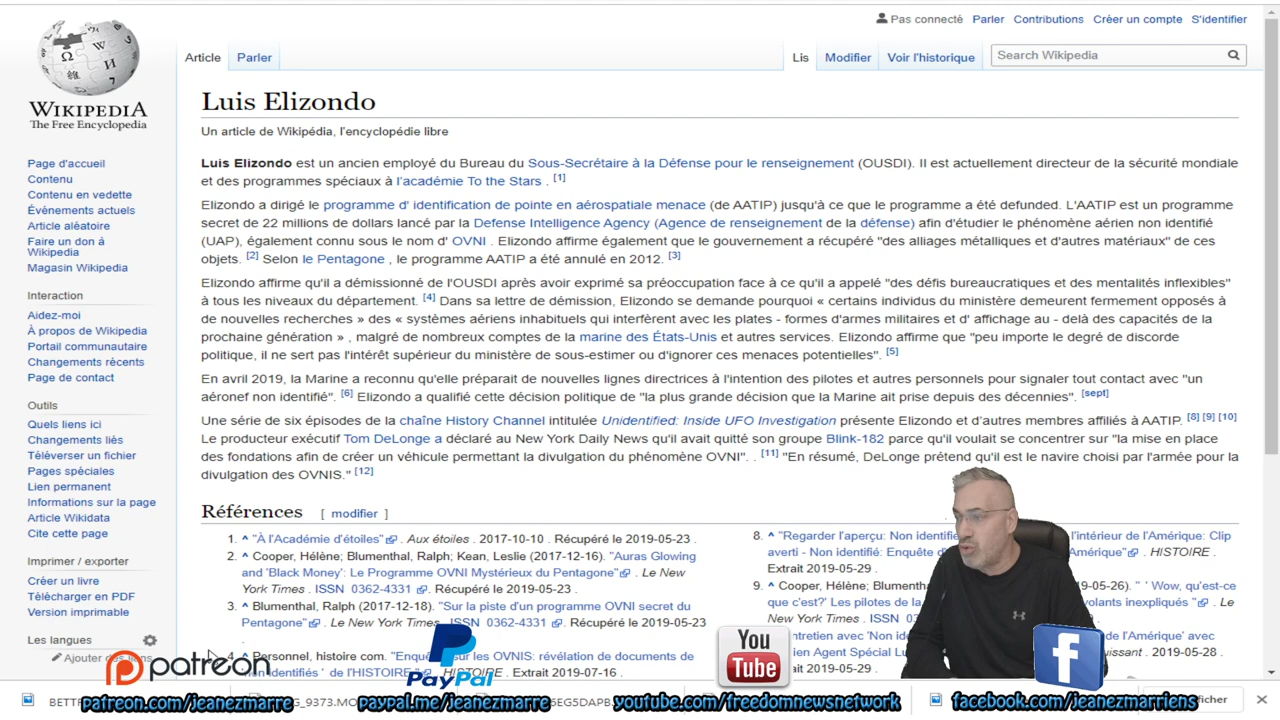 Pas connecté Parler Contributions Créer un compte S'identifier
Article Parler Lis Modifier Voir l'historique Search Wikipedia
WIKIPEDIA
The Free Encyclopedia
Page d'accueil
Contenu
Contenu en vedette
Événements actuels
Article aléatoire
Faire un don à
Wikipedia
Magasin Wikipedia
Interaction
Aidez-moi
À propos de Wikipedia
Portail communautaire
Changements récents
Page de contact
Outils
Quels liens ici
Changements liés
Téléverser un fichier
Pages spéciales
Lien permanent
Informations sur la page
Article Wikidata
Cite cette page
Imprimer / exporter
Créer un livre
Télécharger en PDF
Version imprimable
Les langues
Ajouter des liens
Luis Elizondo
Un article de Wikipédia, l'encyclopédie libre
Luis Elizondo est un ancien employé du Bureau du Sous-Secrétaire à la Défense pour le renseignement (OUSDI). Il est actuellement directeur de la sécurité mondiale
et des programmes spéciaux à l'académie To the Stars . [1]
Elizondo a dirigé le programme d' identification de pointe en aérospatiale menace (de AATIP) jusqu'à ce que le programme a été defunded. L'AATIP est un programme
secret de 22 millions de dollars lancé par la Defense Intelligence Agency (Agence de renseignement de la défense) afin d'étudier le phénomène aérien non identifié
(UAP), également connu sous le nom d' OVNI . Elizondo affirme également que le gouvernement a récupéré "des alliages métalliques et d'autres matériaux" de ces
objets. [2] Selon le Pentagone , le programme AATIP a été annulé en 2012. [3]
Elizondo affirme qu'il a démissionné de l'OUSDI après avoir exprimé sa préoccupation face à ce qu'il a appelé "des défis bureaucratiques et des mentalités inflexibles"
à tous les niveaux du département. [4] Dans sa lettre de démission, Elizondo se demande pourquoi « certains individus du ministère demeurent fermement opposés à
de nouvelles recherches » des « systèmes aériens inhabituels qui interfèrent avec les plates - formes d'armes militaires et d' affichage au - delà des capacités de la
prochaine génération » , malgré de nombreux comptes de la marine des États-Unis et autres services. Elizondo affirme que "peu importe le degré de discorde
politique, il ne sert pas l'intérêt supérieur du ministère de sous-estimer ou d'ignorer ces menaces potentielles". [5]
En avril 2019, la Marine a reconnu qu'elle préparait de nouvelles lignes directrices à l'intention des pilotes et autres personnels pour signaler tout contact avec "un
aéronef non identifié". [6] Elizondo a qualifié cette décision politique de "la plus grande décision que la Marine ait prise depuis des décennies". [sept]
Une série de six épisodes de la chaîne History Channel intitulée Unidentified: Inside UFO Investigation présente Elizondo et d'autres membres affiliés à AATIP. [8] [9] [10]
Le producteur exécutif Tom DeLonge a déclaré au New York Daily News qu'il avait quitté son groupe Blink-182 parce qu'il voulait se concentrer sur "la mise en place
des fondations afin de créer un véhicule permettant la divulgation du phénomène OVNI". . [11] "En résumé, DeLonge prétend qu'il est le navire choisi par l'armée pour la
divulgation des OVNIS." [12]
Références [ modifier ]
1. ^ "À l'Académie d'étoiles" . Aux étoiles . 2017-10-10 . Récupéré le 2019-05-23 .
2. ^ Cooper, Hélène; Blumenthal, Ralph; Kean, Leslie (2017-12-16). "Auras Glowing
and 'Black Money': Le Programme OVNI Mystérieux du Pentagone" . Le New
York Times . ISSN 0362-4331 . Récupéré le 2019-05-23 .
3. ^ Blumenthal, Ralph (2017-12-18). "Sur la piste d'un programme OVNI secret du
Pentagone" . Le New York Times . ISSN 0362-4331 . Récupéré le 2019-05-23
.
4. ^ Personnel, histoire com. "Enquête sur les OVNIS: révélation de documents de
non identifiés ' de l'HISTOIRE . HISTOIRE . Extrait 2019-07-16 .
8. ^ "Regarder l'aperçu: Non identifié l'intérieur de l'Amérique: Clip
averti - Non identifié: Enquête Amérique" . HISTOIRE .
Extrait 2019-05-29 .
9. ^ Cooper, Hélène; Blumenthal -05-26). " ' Wow, qu'est-ce
que c'est?' Les pilotes de la volants inexpliqués " . Le
New York Times . ISSN
Entretien avec 'Non de l'Amérique' avec
ien Agent Spécial Lu issant . 2019-05-28 .
rait 2019-05-29 .
patreon
PayPal
You
Tube
f
patreon.com/jeanezmarre
paypal.me/jeanezmarre
youtube.com/freedomnewsnetwork
facebook.com/jeanezmarriens